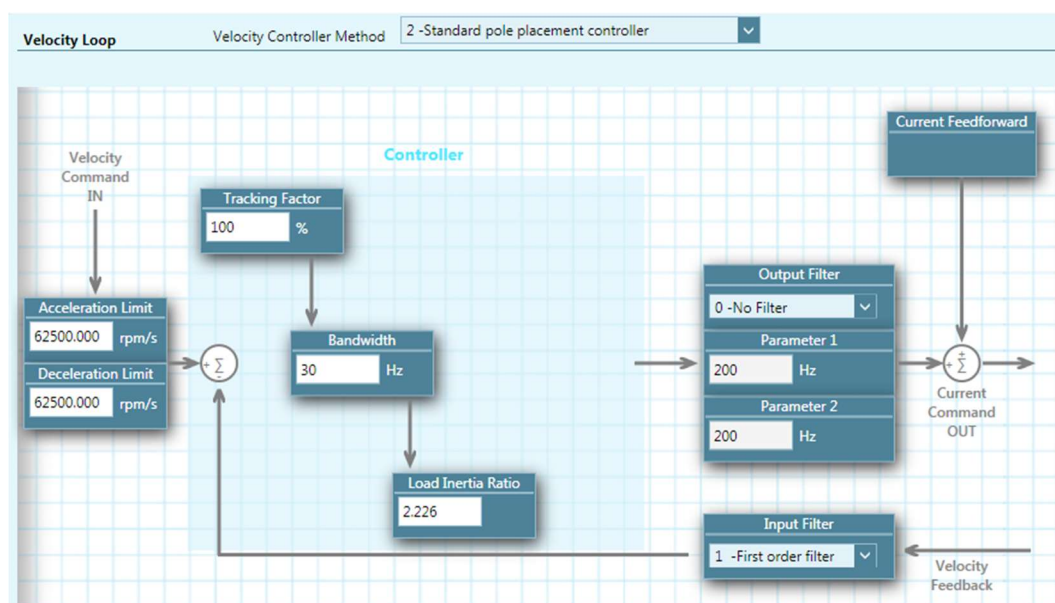 Velocity Loop
Velocity Controller Method
2 -Standard pole placement controller
Current Feedforward
Velocity
Command
IN
Controller
Tracking Factor
100 %
Acceleration Limit
62500.000 rpm/s
Deceleration Limit
62500.000 rpm/s
+ Σ
-
Bandwidth
30 Hz
Load Inertia Ratio
2.226
Output Filter
0 -No Filter
Parameter 1
200 Hz
Parameter 2
200 Hz
±
+ Σ
Current
Command
OUT
Input Filter
1 -First order filter
Velocity
Feedback